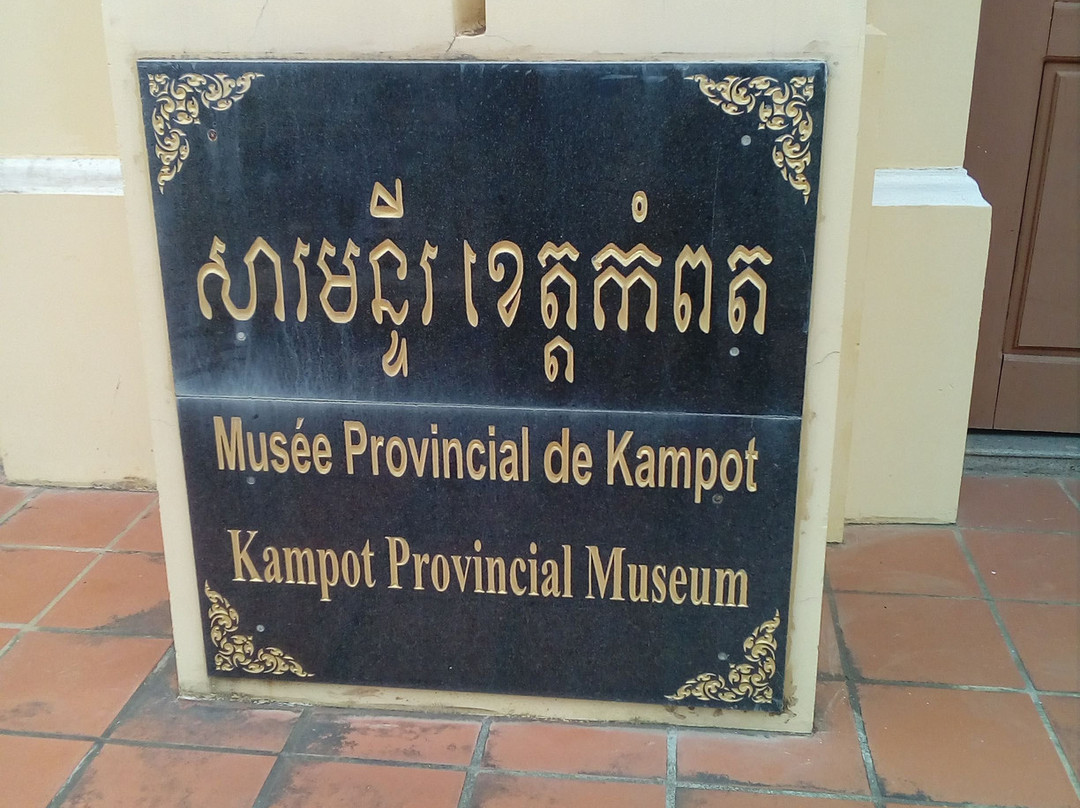 សារមន្ទីរ ខេត្តកំពត
Musée Provincial de Kampot
Kampot Provincial Museum